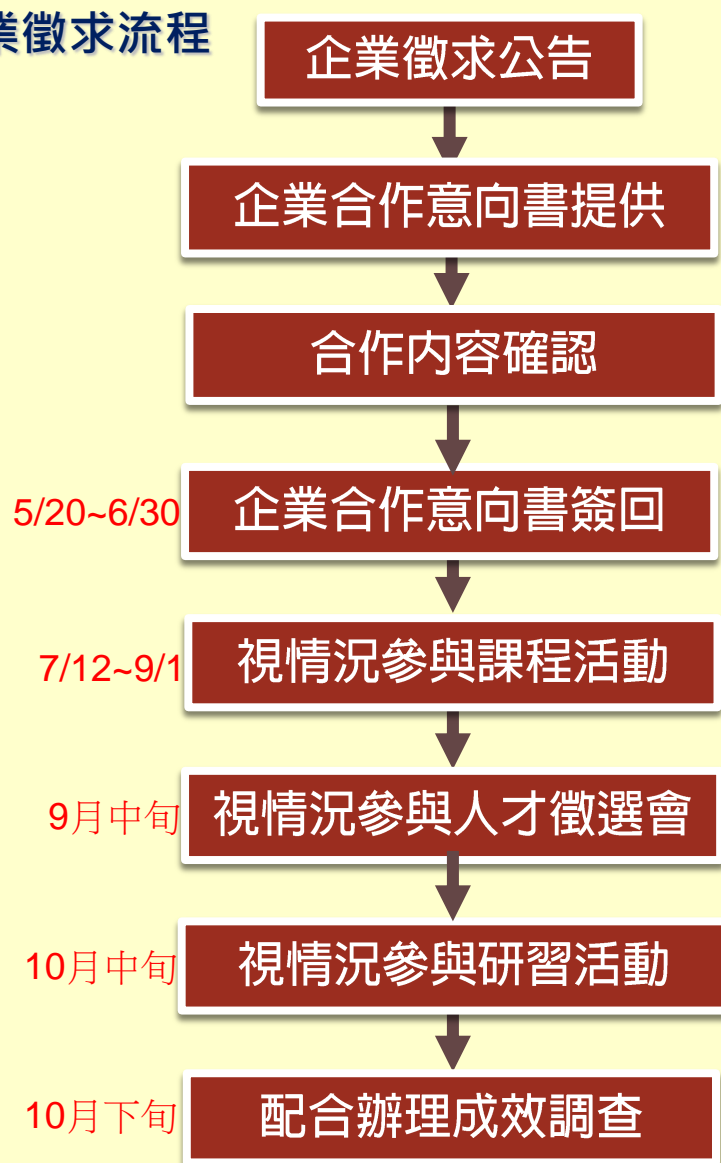 業徵求流程
企業徵求公告
企業合作意向書提供
合作內容確認
5/20~6/30
企業合作意向書簽回
7/12~9/1
視情況參與課程活動
9月中旬
視情況參與人才徵選會
10月中旬
視情況參與研習活動
10月下旬
配合辦理成效調查